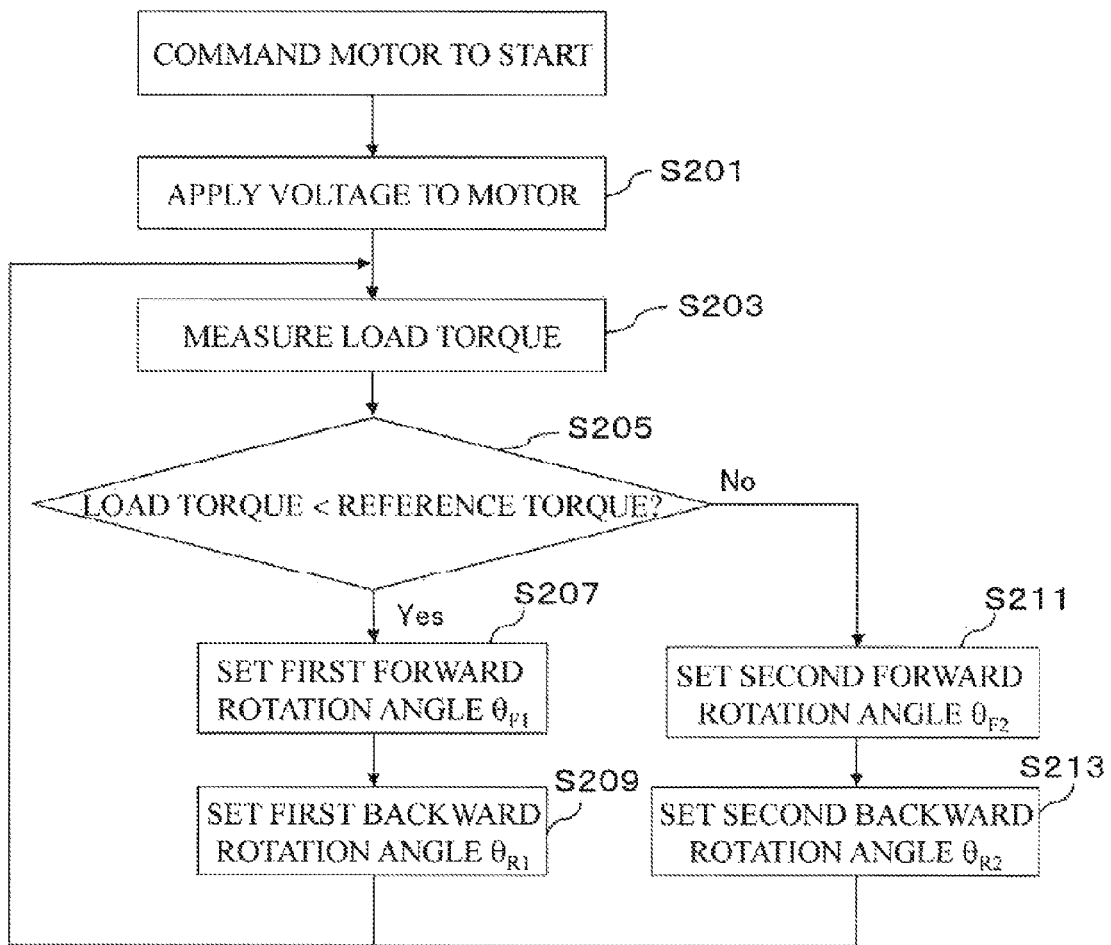 COMMAND MOTOR TO START
S201
APPLY VOLTAGE TO MOTOR
S203
MEASURE LOAD TORQUE
S205
LOAD TORQUE < REFERENCE TORQUE?
No
Yes
S207
SET FIRST FORWARD
ROTATION ANGLE θF1
S211
SET SECOND FORWARD
ROTATION ANGLE θF2
S209
SET FIRST BACKWARD
ROTATION ANGLE θR1
S213
SET SECOND BACKWARD
ROTATION ANGLE θR2